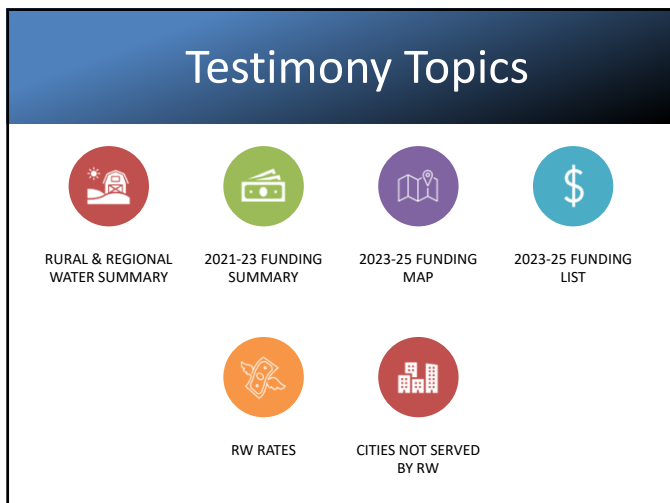 Testimony Topics
RURAL & REGIONAL
WATER SUMMARY
2021-23 FUNDING
SUMMARY
2023-25 FUNDING
MAP
2023-25 FUNDING
LIST
RW RATES
CITIES NOT SERVED
BY RW